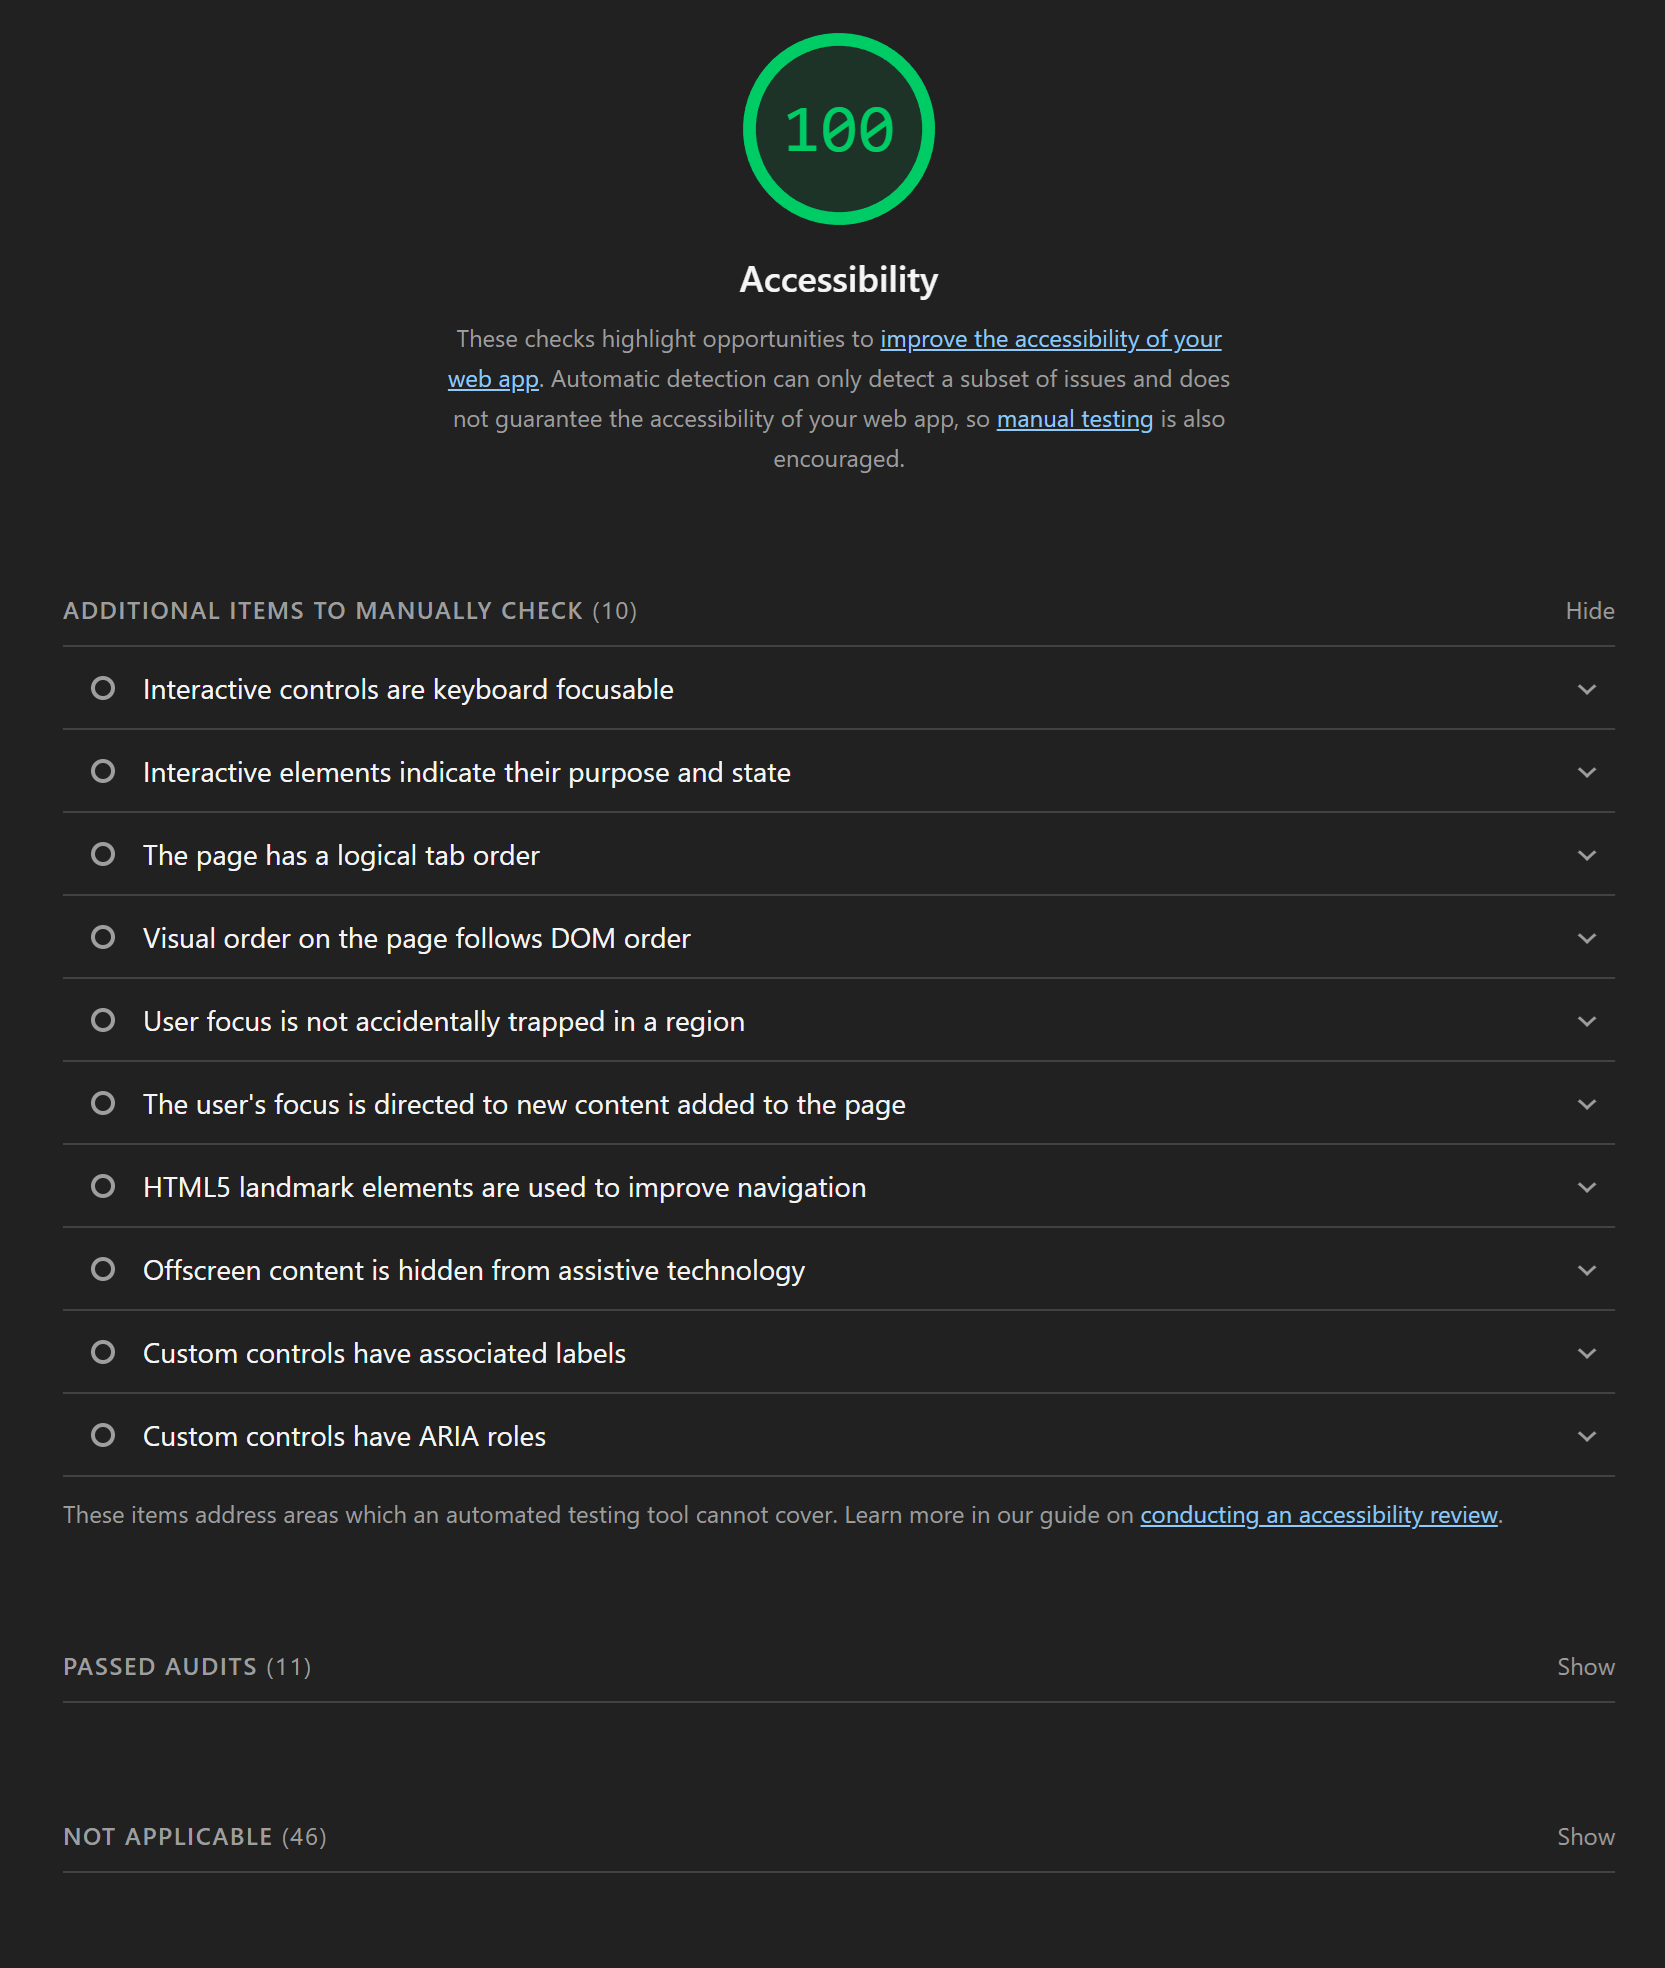 100
Accessibility
These checks highlight opportunities to improve the accessibility of your
web app. Automatic detection can only detect a subset of issues and does
not guarantee the accessibility of your web app, so manual testing is also
encouraged.
ADDITIONAL ITEMS TO MANUALLY CHECK (10) Hide
Interactive controls are keyboard focusable
Interactive elements indicate their purpose and state
The page has a logical tab order
Visual order on the page follows DOM order
User focus is not accidentally trapped in a region
The user's focus is directed to new content added to the page
HTML5 landmark elements are used to improve navigation
Offscreen content is hidden from assistive technology
Custom controls have associated labels
Custom controls have ARIA roles
These items address areas which an automated testing tool cannot cover. Learn more in our guide on conducting an accessibility review.
PASSED AUDITS (11) Show
NOT APPLICABLE (46) Show